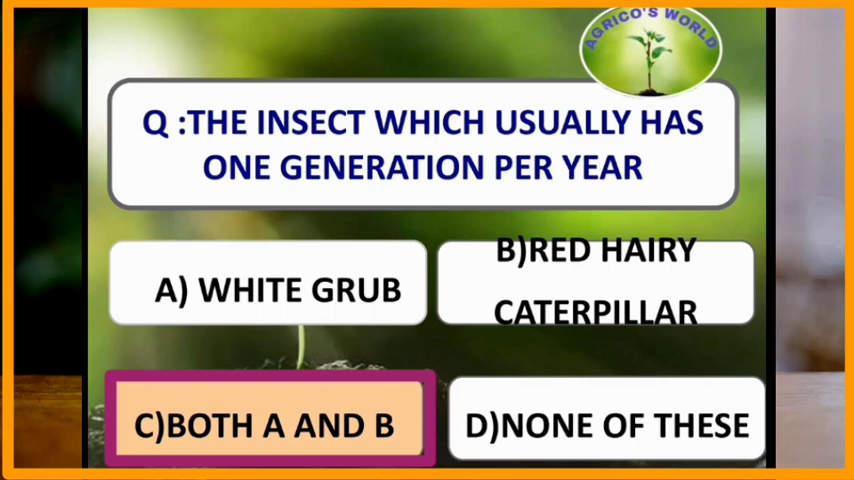 AGRICO'S WORLD
Q :THE INSECT WHICH USUALLY HAS
ONE GENERATION PER YEAR
A) WHITE GRUB
B)RED HAIRY
CATERPILLAR
C)BOTH A AND B
D)NONE OF THESE